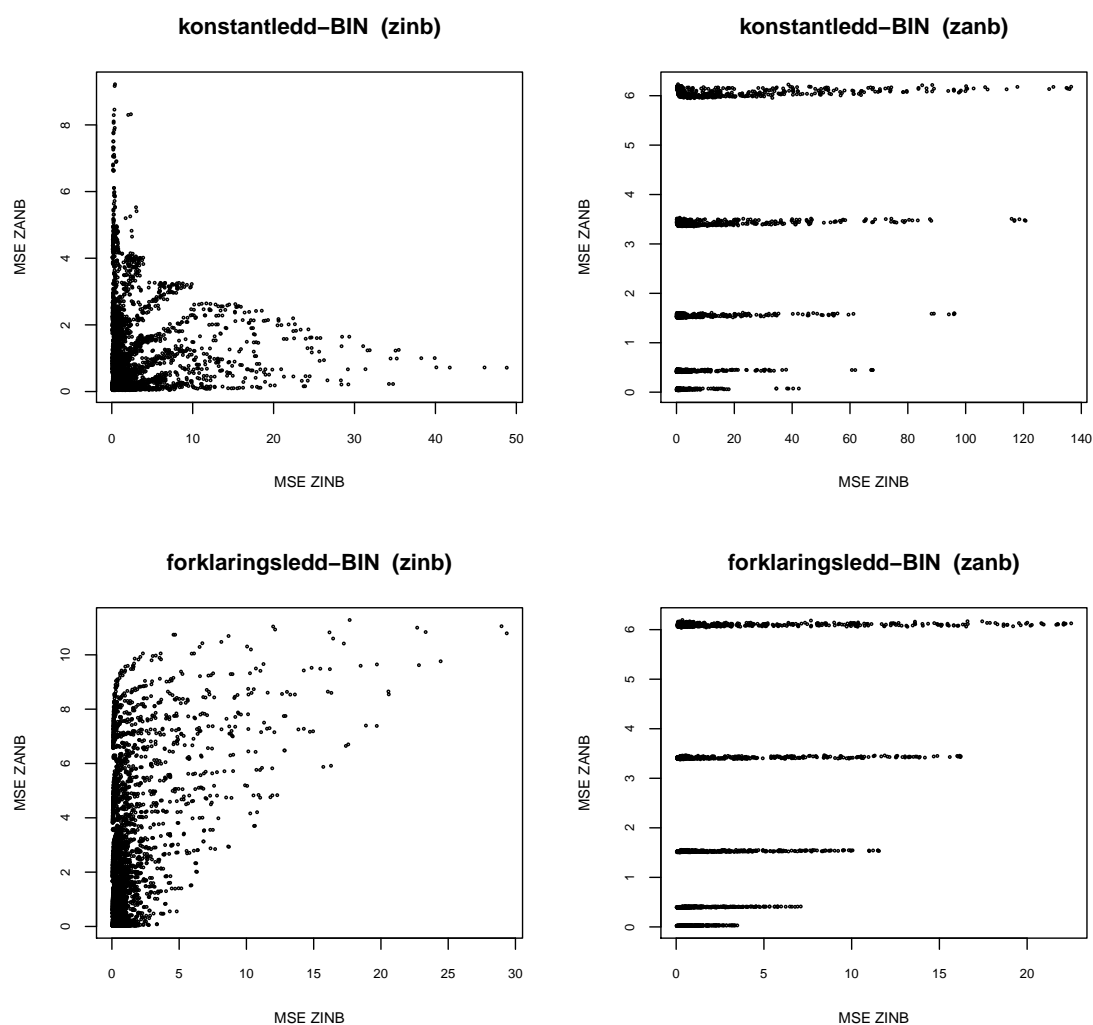 konstantledd−BIN (zinb)
8
6
4
2
0
MSE ZANB
0 10 20 30 40 50
MSE ZINB
konstantledd−BIN (zanb)
6
5
4
3
2
1
0
MSE ZANB
0 20 40 60 80 100 120 140
MSE ZINB
forklaringsledd−BIN (zinb)
10
8
6
4
2
0
MSE ZANB
0 5 10 15 20 25 30
MSE ZINB
forklaringsledd−BIN (zanb)
6
5
4
3
2
1
0
MSE ZANB
0 5 10 15 20
MSE ZINB